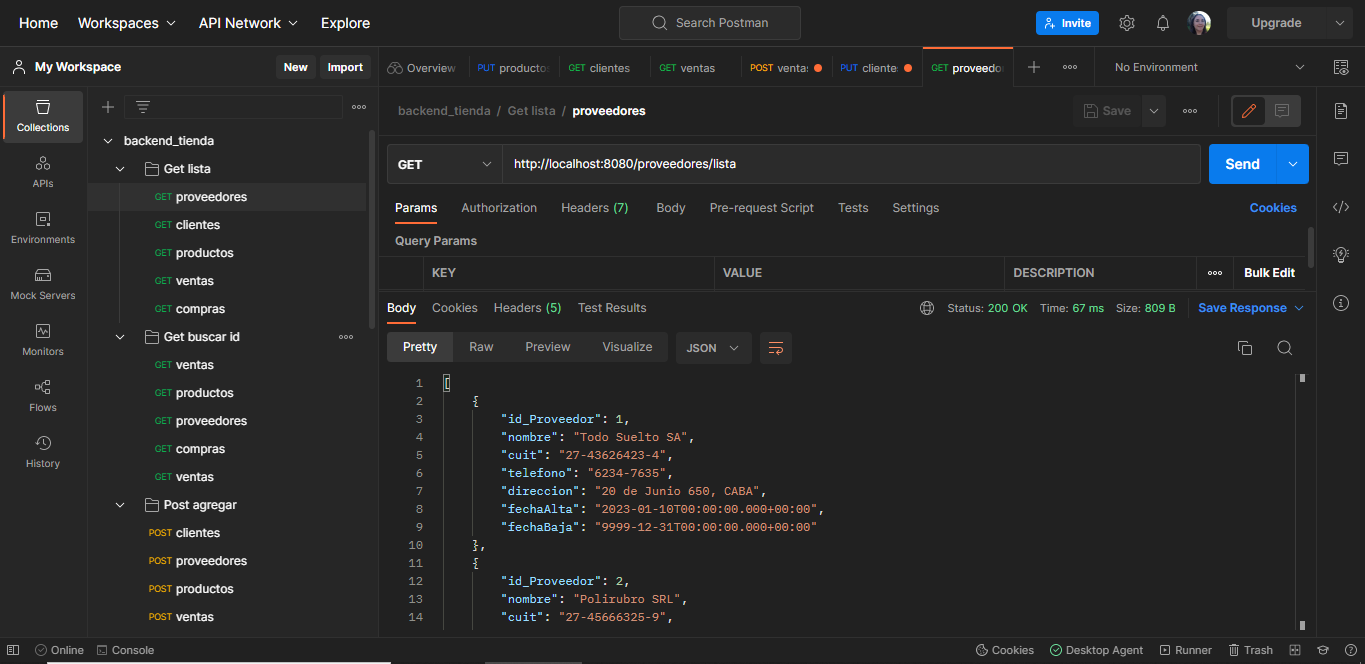 Home Workspaces API Network Explore Search Postman Invite Upgrade
My Workspace New Import
Overview PUT producto GET clientes GET ventas POST venta PUT cliente GET proveedo No Environment
Collections
APIs
Environments
Mock Servers
Monitors
Flows
History
backend_tienda
Get lista
GET proveedores
GET clientes
GET productos
GET ventas
GET compras
Get buscar id
GET ventas
GET productos
GET proveedores
GET compras
GET ventas
Post agregar
POST clientes
POST proveedores
POST productos
POST ventas
backend_tienda / Get lista / proveedores Save
GET http://localhost:8080/proveedores/lista Send
Params Authorization Headers (7) Body Pre-request Script Tests Settings Cookies
Query Params
KEY VALUE DESCRIPTION Bulk Edit
Body Cookies Headers (5) Test Results Status: 200 OK Time: 67 ms Size: 809 B Save Response
Pretty Raw Preview Visualize JSON
1 [
2 {
3 "id_Proveedor": 1,
4 "nombre": "Todo Suelto SA",
5 "cuit": "27-43626423-4",
6 "telefono": "6234-7635",
7 "direccion": "20 de Junio 650, CABA",
8 "fechaAlta": "2023-01-10T00:00:00.000+00:00",
9 "fechaBaja": "9999-12-31T00:00:00.000+00:00"
10 },
11 {
12 "id_Proveedor": 2,
13 "nombre": "Polirubro SRL",
14 "cuit": "27-45666325-9",
Online Console Cookies Desktop Agent Runner Trash